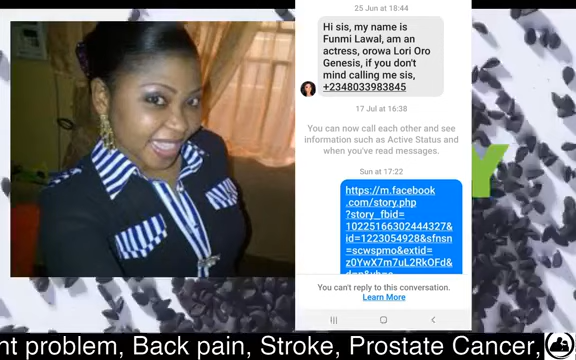 25 Jun at 18:44
Hi sis, my name is
Funmi Lawal, am an
actress, orowa Lori Oro
Genesis, if you don't
mind calling me sis,
+2348033983845
17 Jul at 16:38
You can now call each other and see
information such as Active Status and
when you've read messages.
Sun at 17:22
https://m.facebook
.com/story.php
?story_fbid=
10225166302444327&
id=1223054928&sfnsn
=scwspmo&extid=
z0YwX7m7uL2RkOFd&
You can't reply to this conversation.
Learn More
Y
nt problem, Back pain, Stroke, Prostate Cancer.